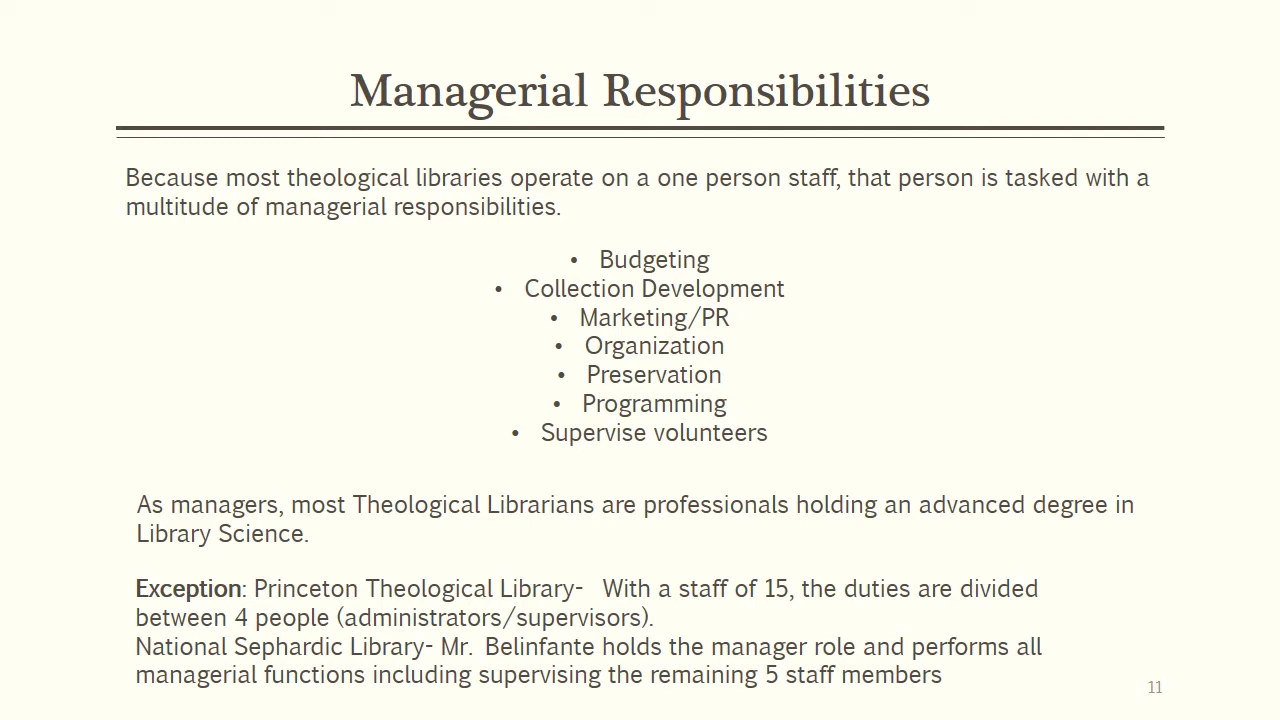 Managerial Responsibilities
Because most theological libraries operate on a one person staff, that person is tasked with a
multitude of managerial responsibilities.
• Budgeting
• Collection Development
• Marketing/PR
• Organization
• Preservation
• Programming
• Supervise volunteers
As managers, most Theological Librarians are professionals holding an advanced degree in
Library Science.
Exception: Princeton Theological Library- With a staff of 15, the duties are divided
between 4 people (administrators/supervisors).
National Sephardic Library- Mr. Belinfante holds the manager role and performs all
managerial functions including supervising the remaining 5 staff members
11